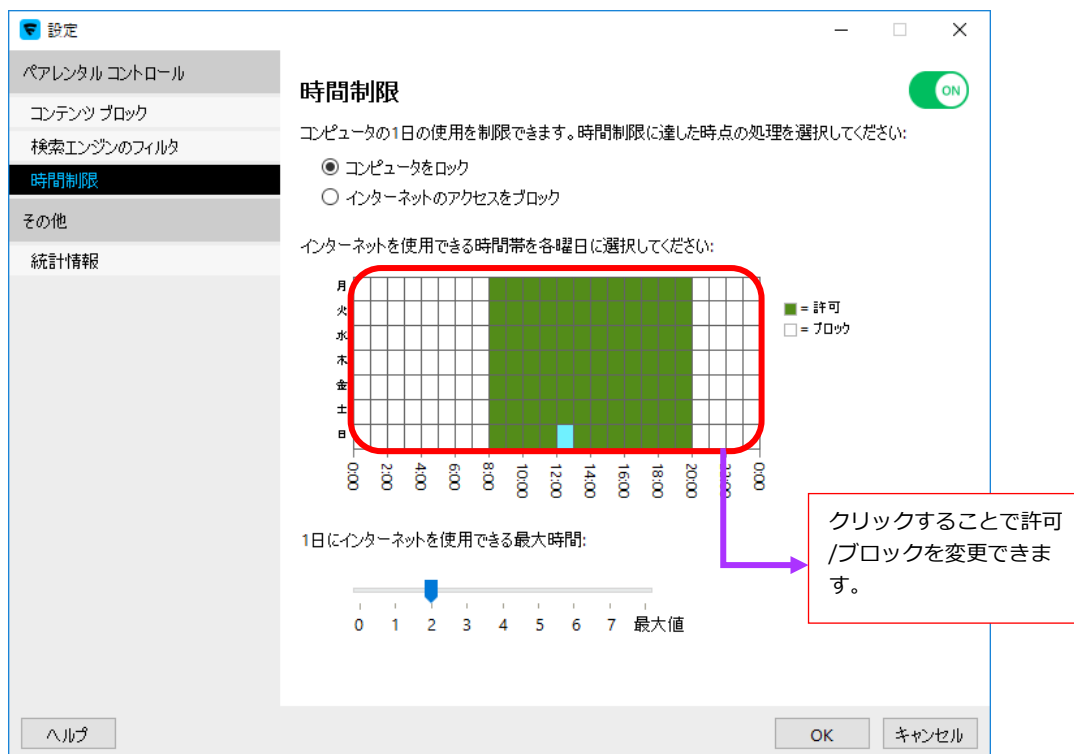 設定
ペアレンタル コントロール
コンテンツ ブロック
検索エンジンのフィルタ
時間制限
その他
統計情報
時間制限
ON
コンピュータの1日の使用を制限できます。時間制限に達した時点の処理を選択してください:
コンピュータをロック
インターネットのアクセスをブロック
インターネットを使用できる時間帯を各曜日に選択してください:
月
火
水
木
金
土
日
0:00 2:00 4:00 6:00 8:00 10:00 12:00 14:00 16:00 18:00 20:00 22:00 0:00
= 許可
= ブロック
クリックすることで許可
/ブロックを変更できま
す。
1日にインターネットを使用できる最大時間:
0 1 2 3 4 5 6 7 最大値
ヘルプ
OK
キャンセル